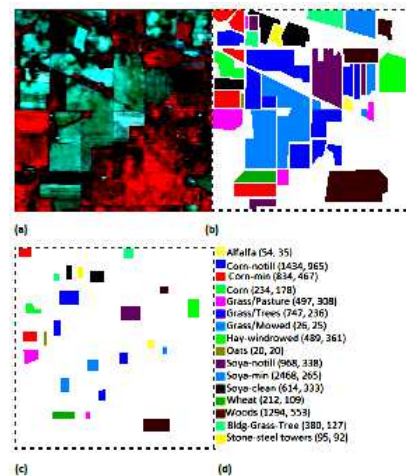 (a)
(b)
Alfalfa (54, 35)
Corn-notill (1434, 965)
Corn-min (834, 467)
Corn (234, 178)
Grass/Pasture (497, 308)
Grass/Trees (747, 236)
Grass/Mowed (26, 25)
Hay-windrowed (489, 361)
Oats (20, 20)
Soya-notill (968, 338)
Soya-min (2468, 265)
Soya-clean (614, 333)
Wheat (212, 109)
Woods (1294, 553)
Bldg-Grass-Tree (380, 127)
Stone-steel towers (95, 92)
(c)
(d)